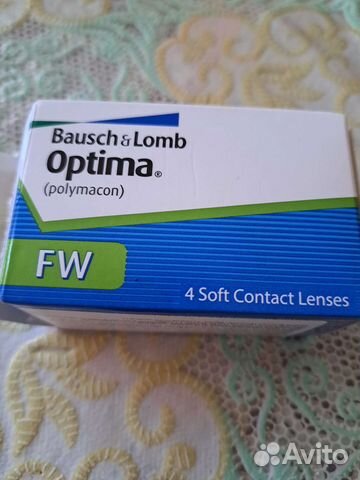 Bausch & Lomb
Optima®
(polymacon)
FW
4 Soft Contact Lenses
Avito